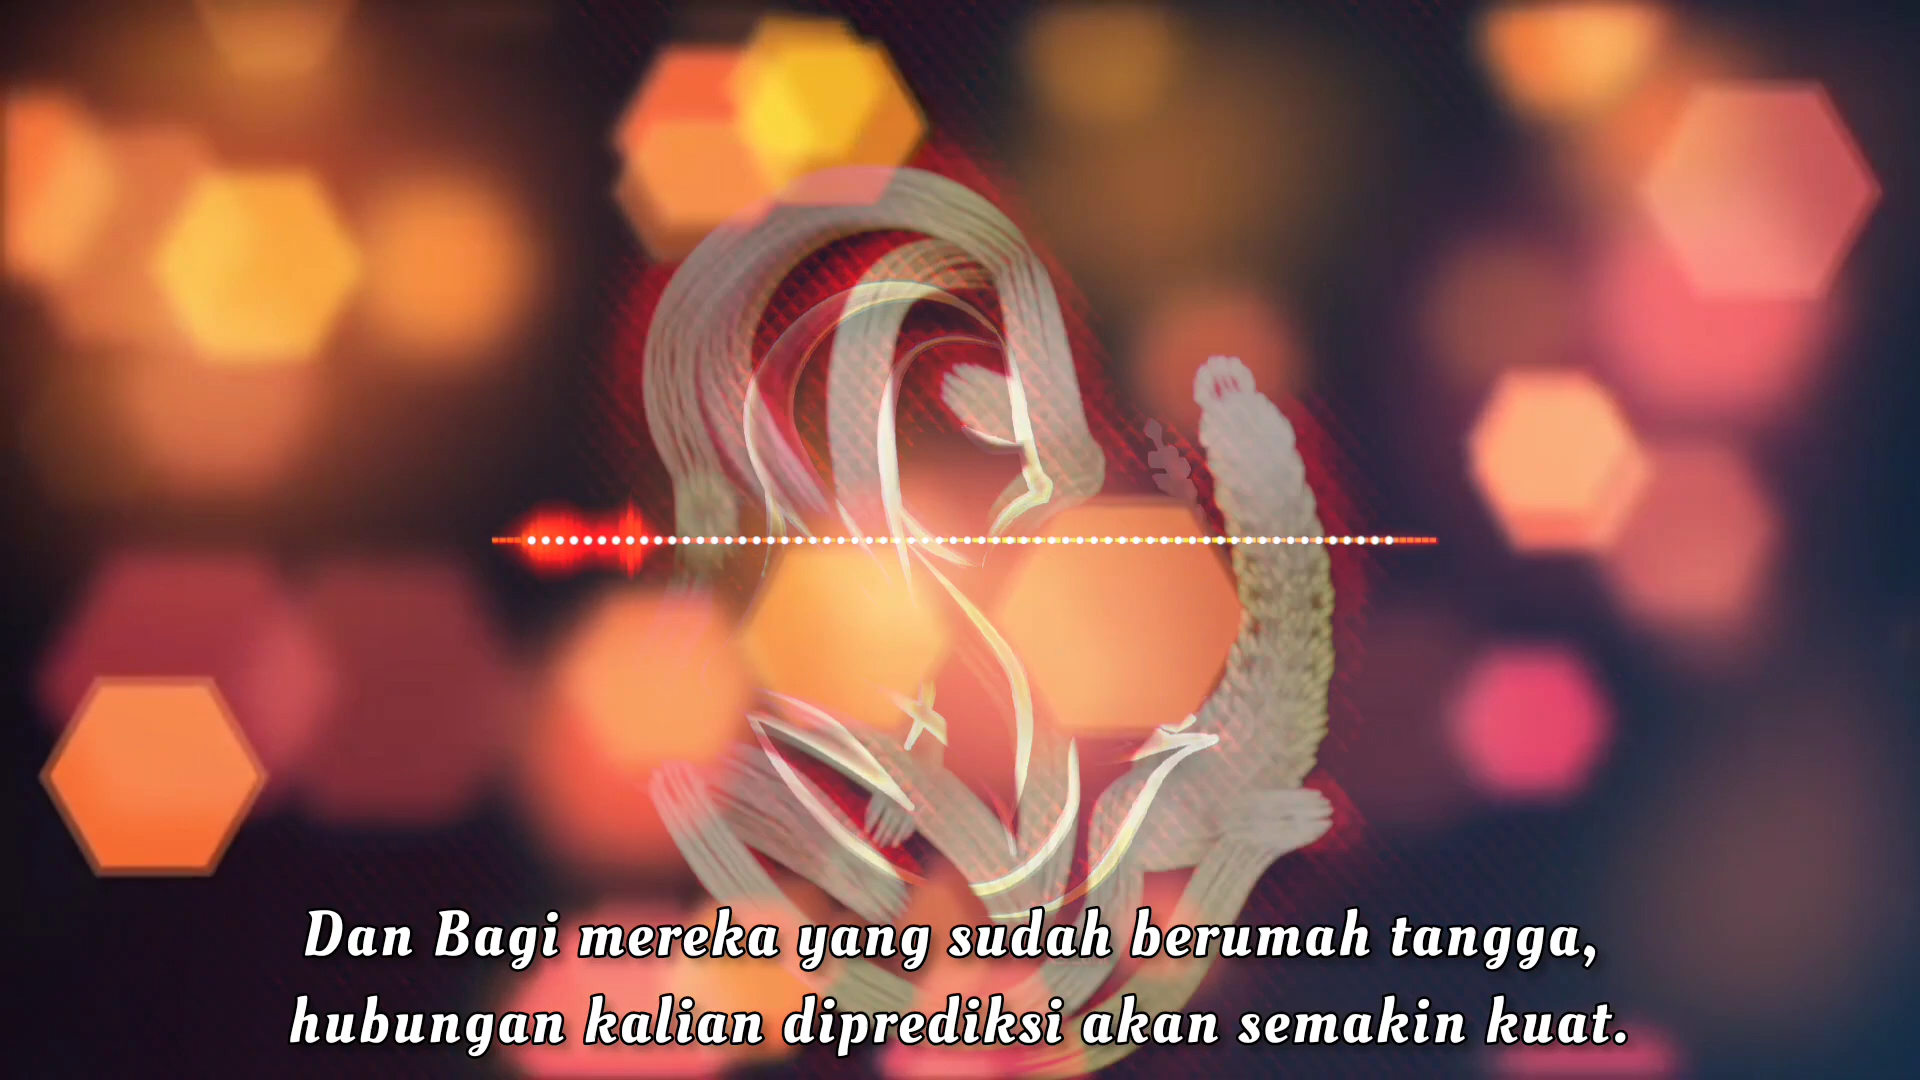 Dan Bagi mereka yang sudah berumah tangga,
hubungan kalian diprediksi akan semakin kuat.